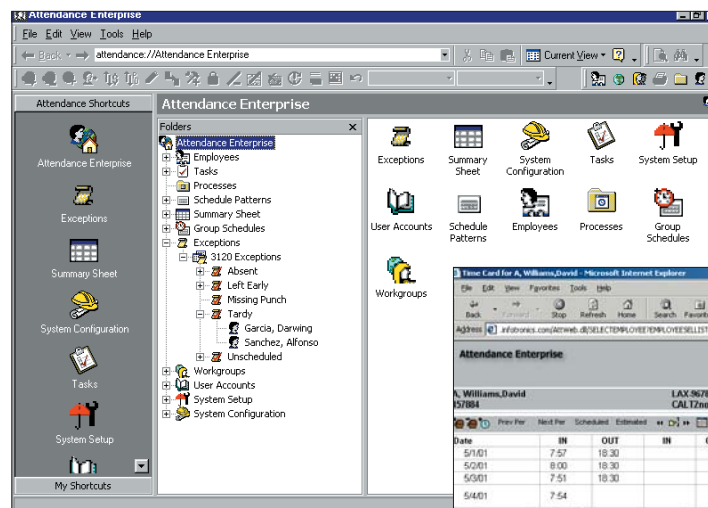 Attendance Enterprise
File Edit View Tools Help
Back attendance://Attendance Enterprise Current View
Attendance Shortcuts
Attendance Enterprise
Exceptions
Summary Sheet
System Configuration
Tasks
System Setup
My Shortcuts
Attendance Enterprise
Folders x
Attendance Enterprise
Employees
Tasks
Processes
Schedule Patterns
Summary Sheet
Group Schedules
Exceptions
3120 Exceptions
Absent
Left Early
Missing Punch
Tardy
Garcia, Darwing
Sanchez, Alfonso
Unscheduled
Workgroups
User Accounts
System Setup
System Configuration
Exceptions Summary System Tasks System Setup
Sheet Configuration
User Accounts Schedule Employees Processes Group
Patterns Schedules
Workgroups
Time Card for A, Williams,David - Microsoft Internet Explorer
File Edit View Favorites Tools Help
Back Forward Stop Refresh Home Search Favorit
Address
Attendance Enterprise
A, Williams,David LAX-9678
Prev Per Next Per Scheduled Estimated
Date IN OUT IN
5/1/01 7:57 18:30
5/2/01 8:00 18:30
5/3/01 7:51 18:30
5/4/01 7:54